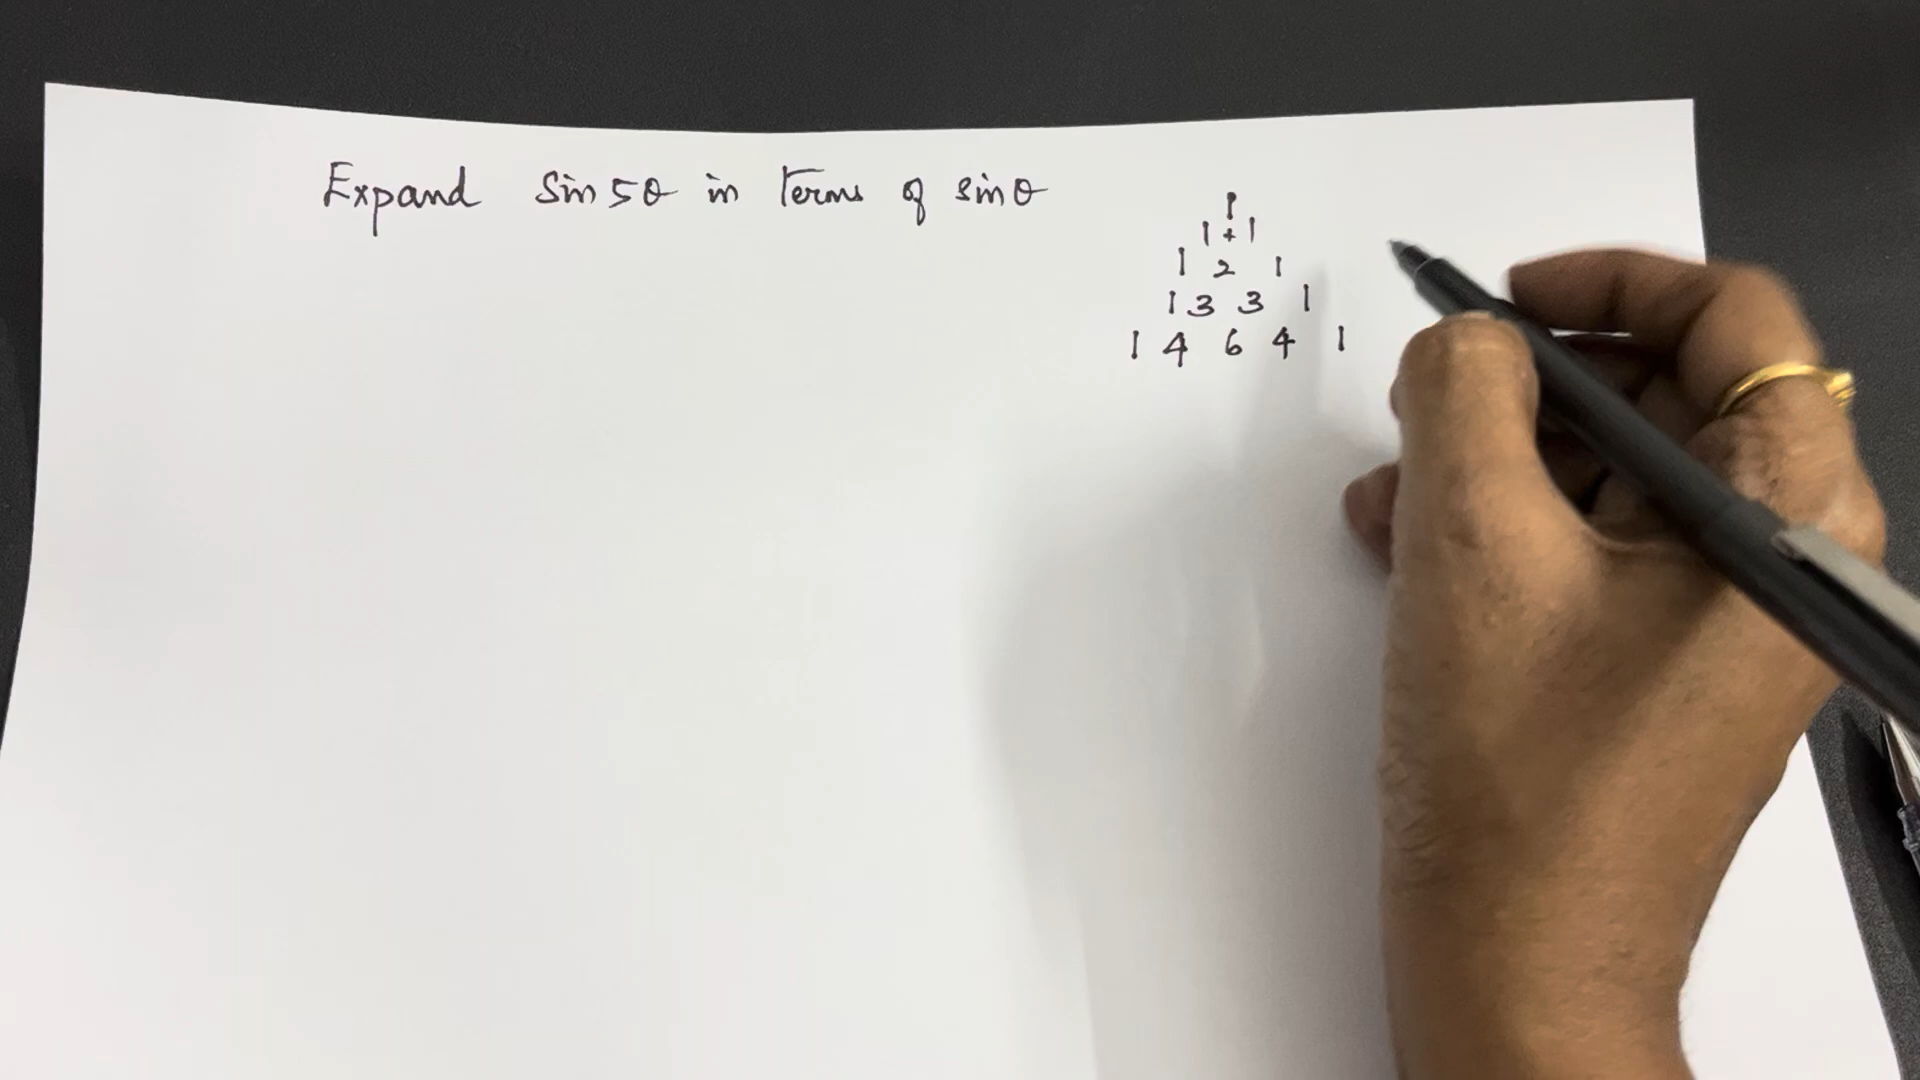 Expand sin 5θ in terms of sin θ
1
1 + 1
1 2 1
1 3 3 1
1 4 6 4 1